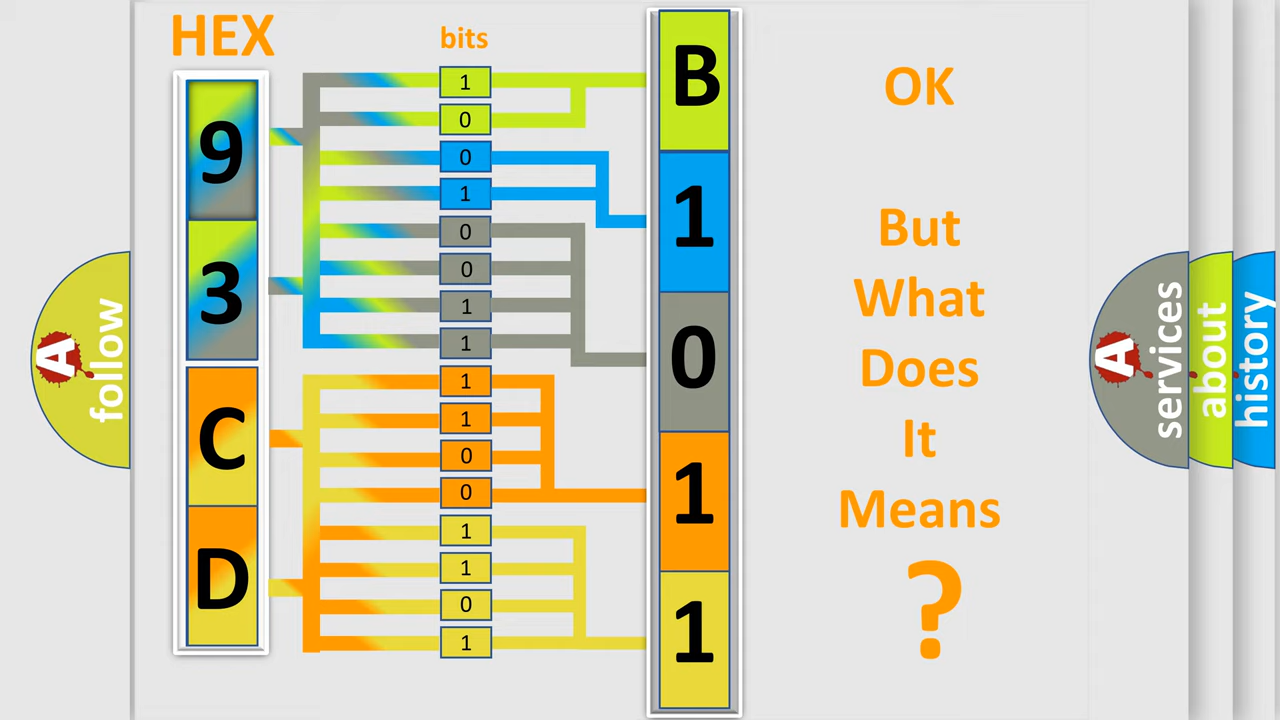 HEX
bits
9
3
C
D
1
0
0
1
0
0
1
1
1
1
0
0
1
1
0
1
B
1
0
1
1
OK
But
What
Does
It
Means
?
A
follow
A
services
about
history